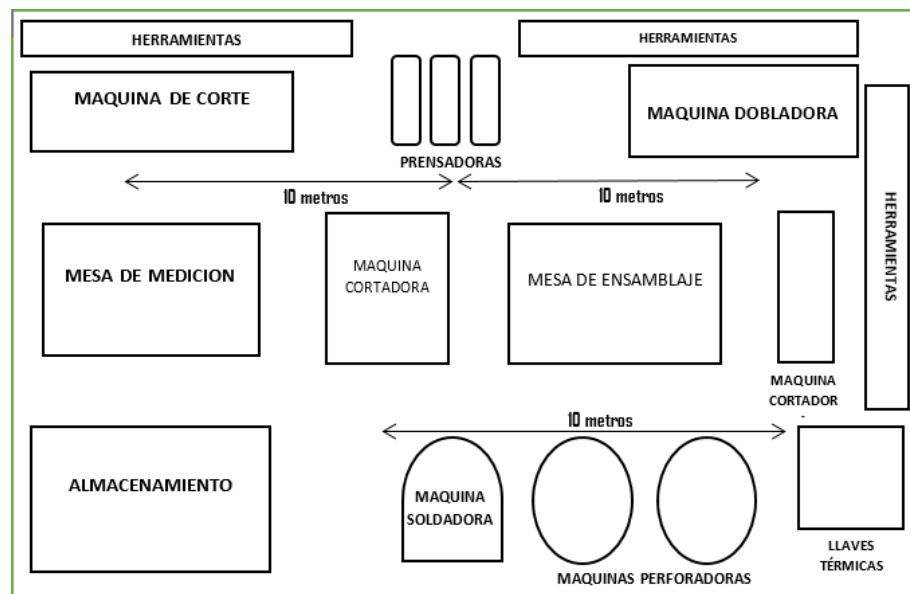 HERRAMIENTAS
HERRAMIENTAS
MAQUINA DE CORTE
MAQUINA DOBLADORA
PRENSADORAS
10 metros
10 metros
HERRAMIENTAS
MESA DE MEDICION
MAQUINA
CORTADORA
MESA DE ENSAMBLAJE
MAQUINA
CORTADOR
10 metros
ALMACENAMIENTO
MAQUINA
SOLDADORA
MAQUINAS PERFORADORAS
LLAVES
TÉRMICAS